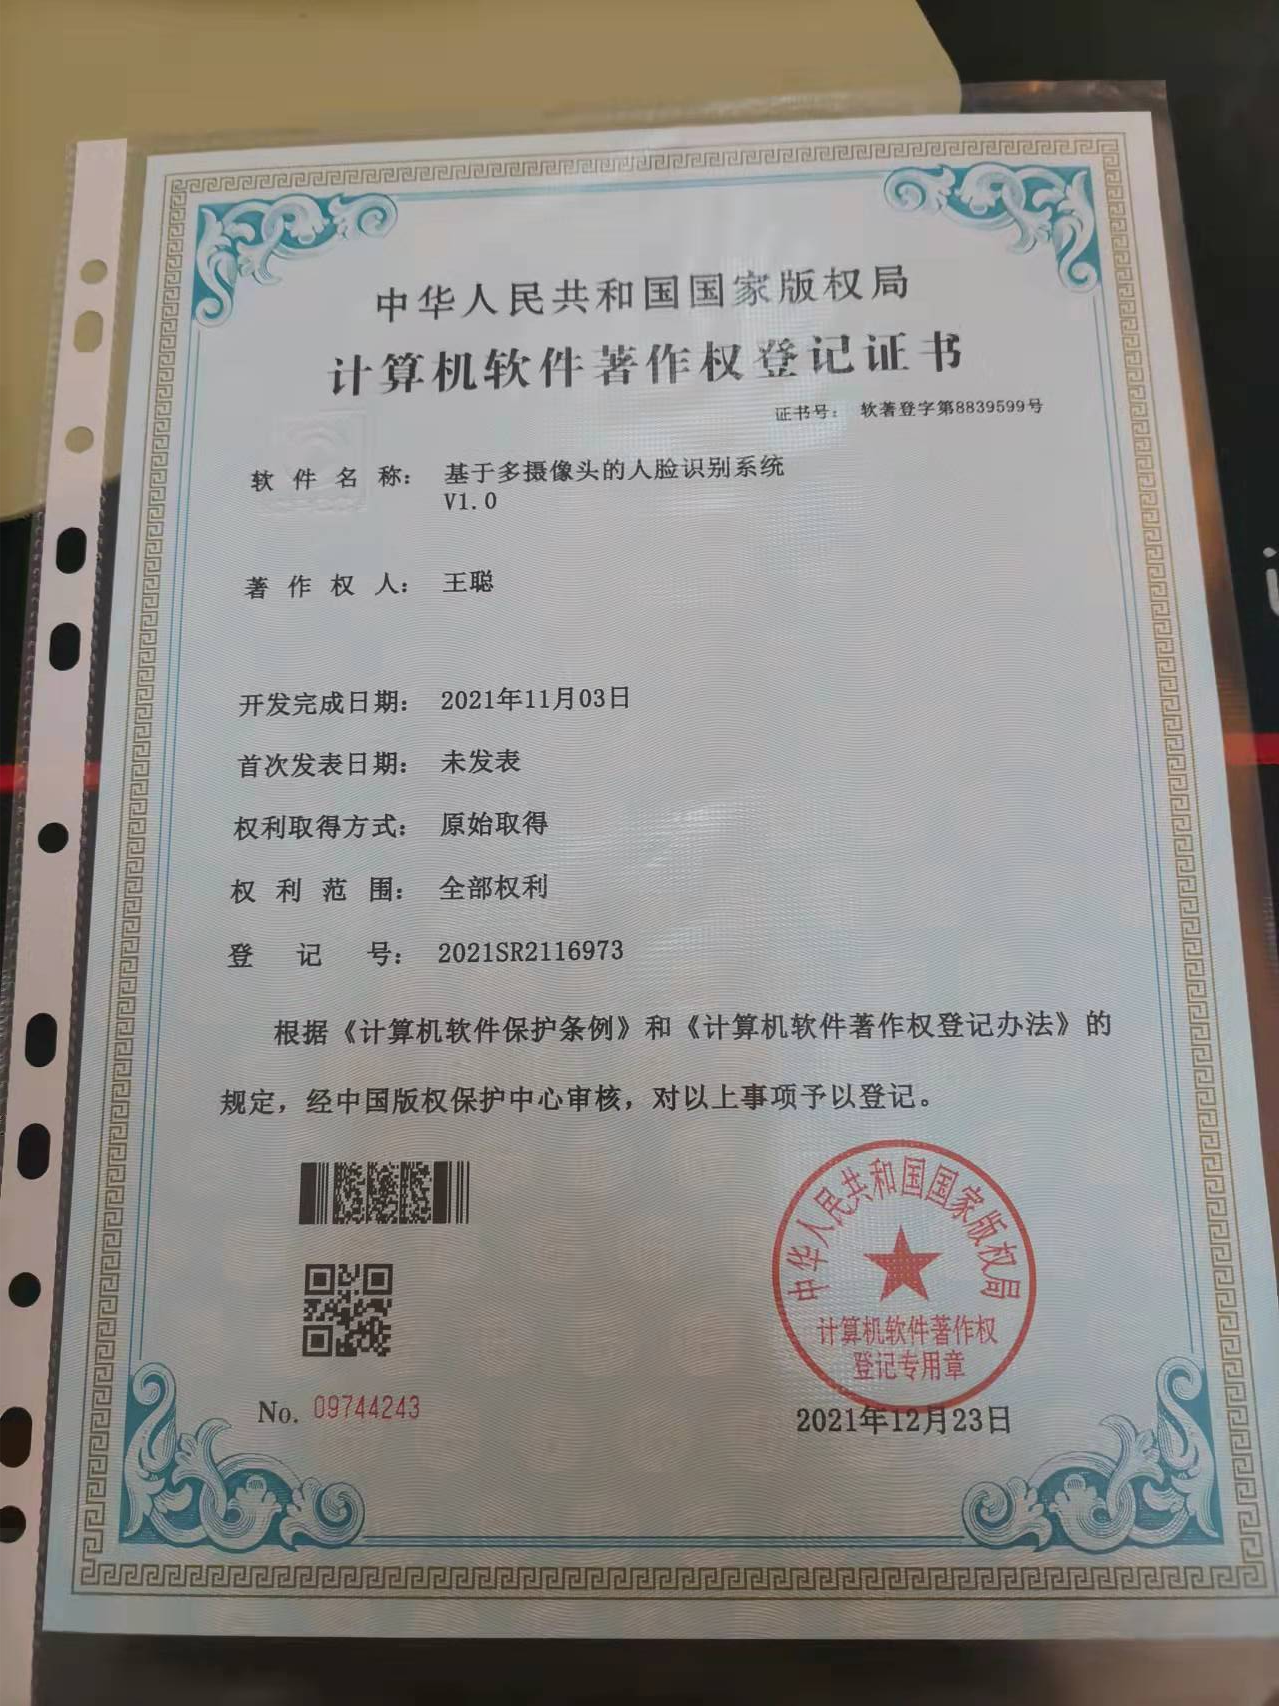 中华人民共和国国家版权局
计算机软件著作权登记证书
证书号： 软著登字第8839599号
软件名称： 基于多摄像头的人脸识别系统
V1.0
著作权人： 王聪
开发完成日期： 2021年11月03日
首次发表日期： 未发表
权利取得方式： 原始取得
权利范围： 全部权利
登记号： 2021SR2116973
根据《计算机软件保护条例》和《计算机软件著作权登记办法》的
规定，经中国版权保护中心审核，对以上事项予以登记。
中华人民共和国国家版权局
计算机软件著作权
登记专用章
No. 09744243
2021年12月23日